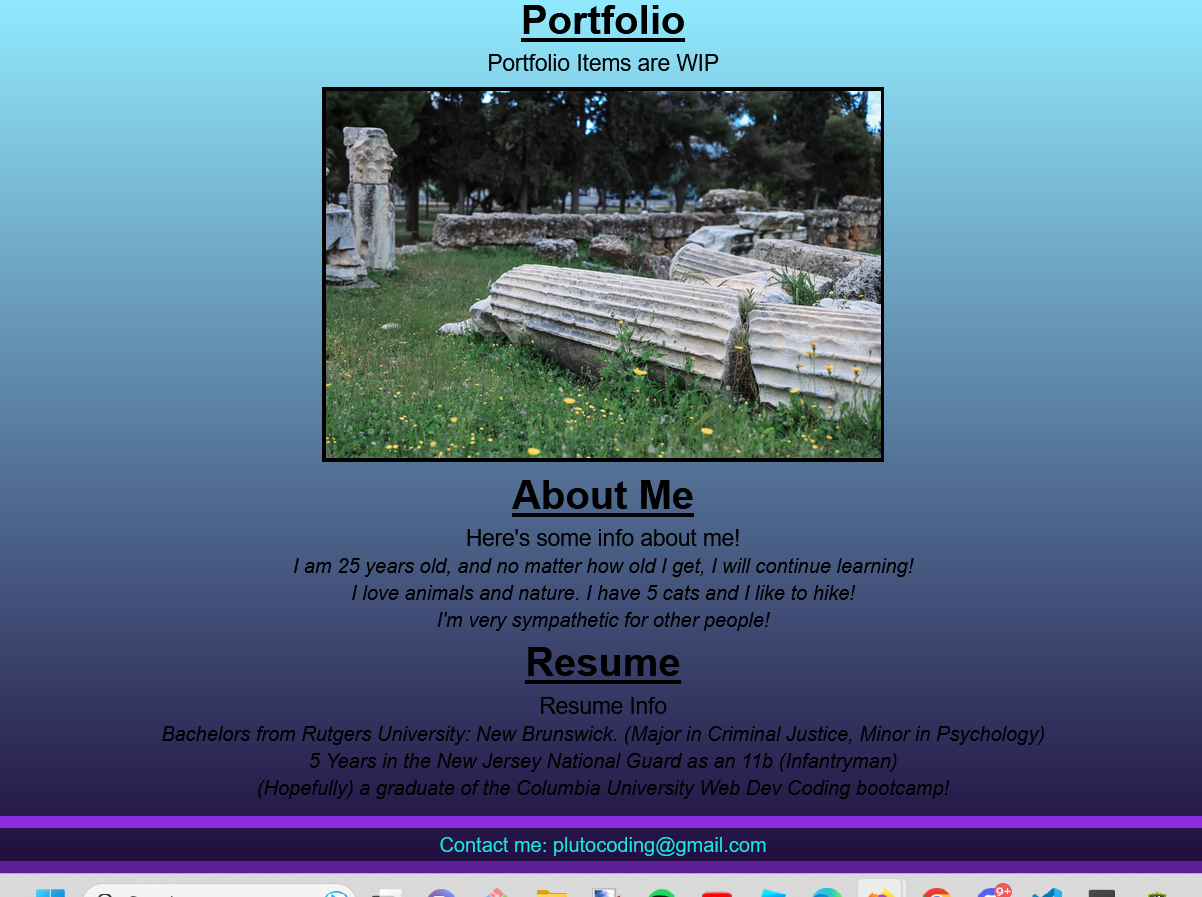 Portfolio
Portfolio Items are WIP
About Me
Here's some info about me!
I am 25 years old, and no matter how old I get, I will continue learning!
I love animals and nature. I have 5 cats and I like to hike!
I'm very sympathetic for other people!
Resume
Resume Info
Bachelors from Rutgers University: New Brunswick. (Major in Criminal Justice, Minor in Psychology)
5 Years in the New Jersey National Guard as an 11b (Infantryman)
(Hopefully) a graduate of the Columbia University Web Dev Coding bootcamp!
Contact me: plutocoding@gmail.com
9+